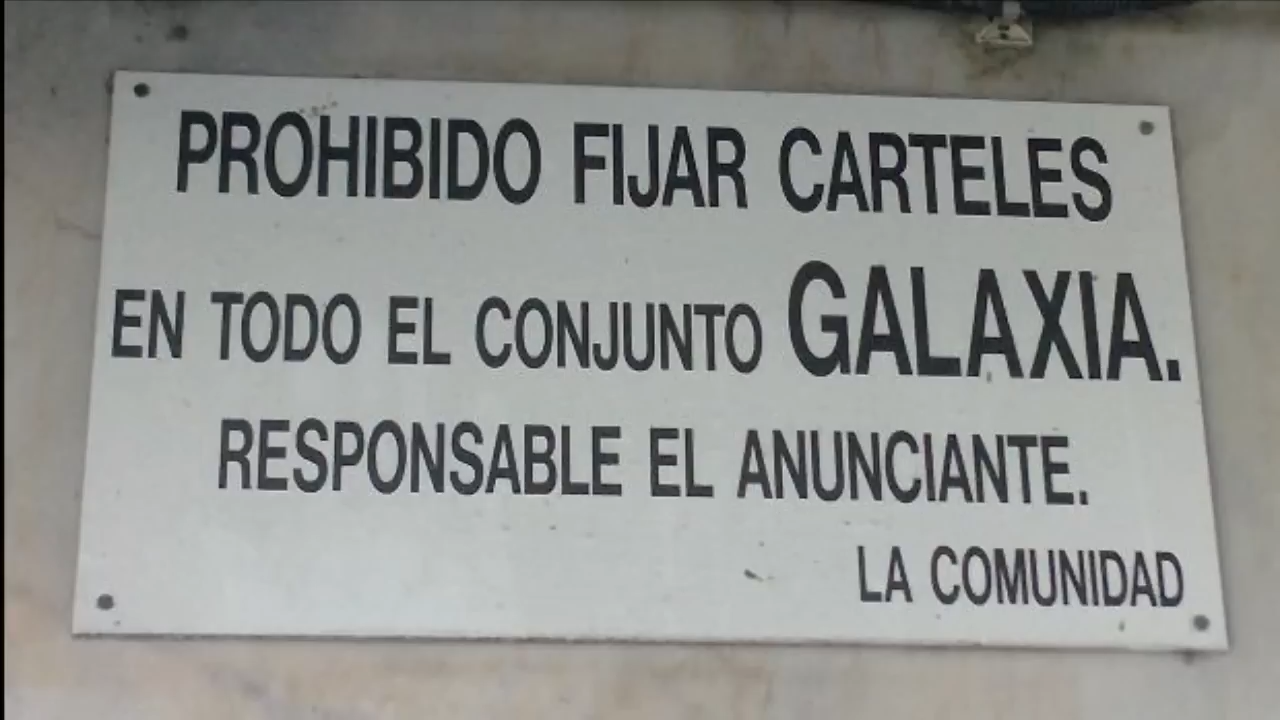 PROHIBIDO FIJAR CARTELES
EN TODO EL CONJUNTO GALAXIA.
RESPONSABLE EL ANUNCIANTE.
LA COMUNIDAD